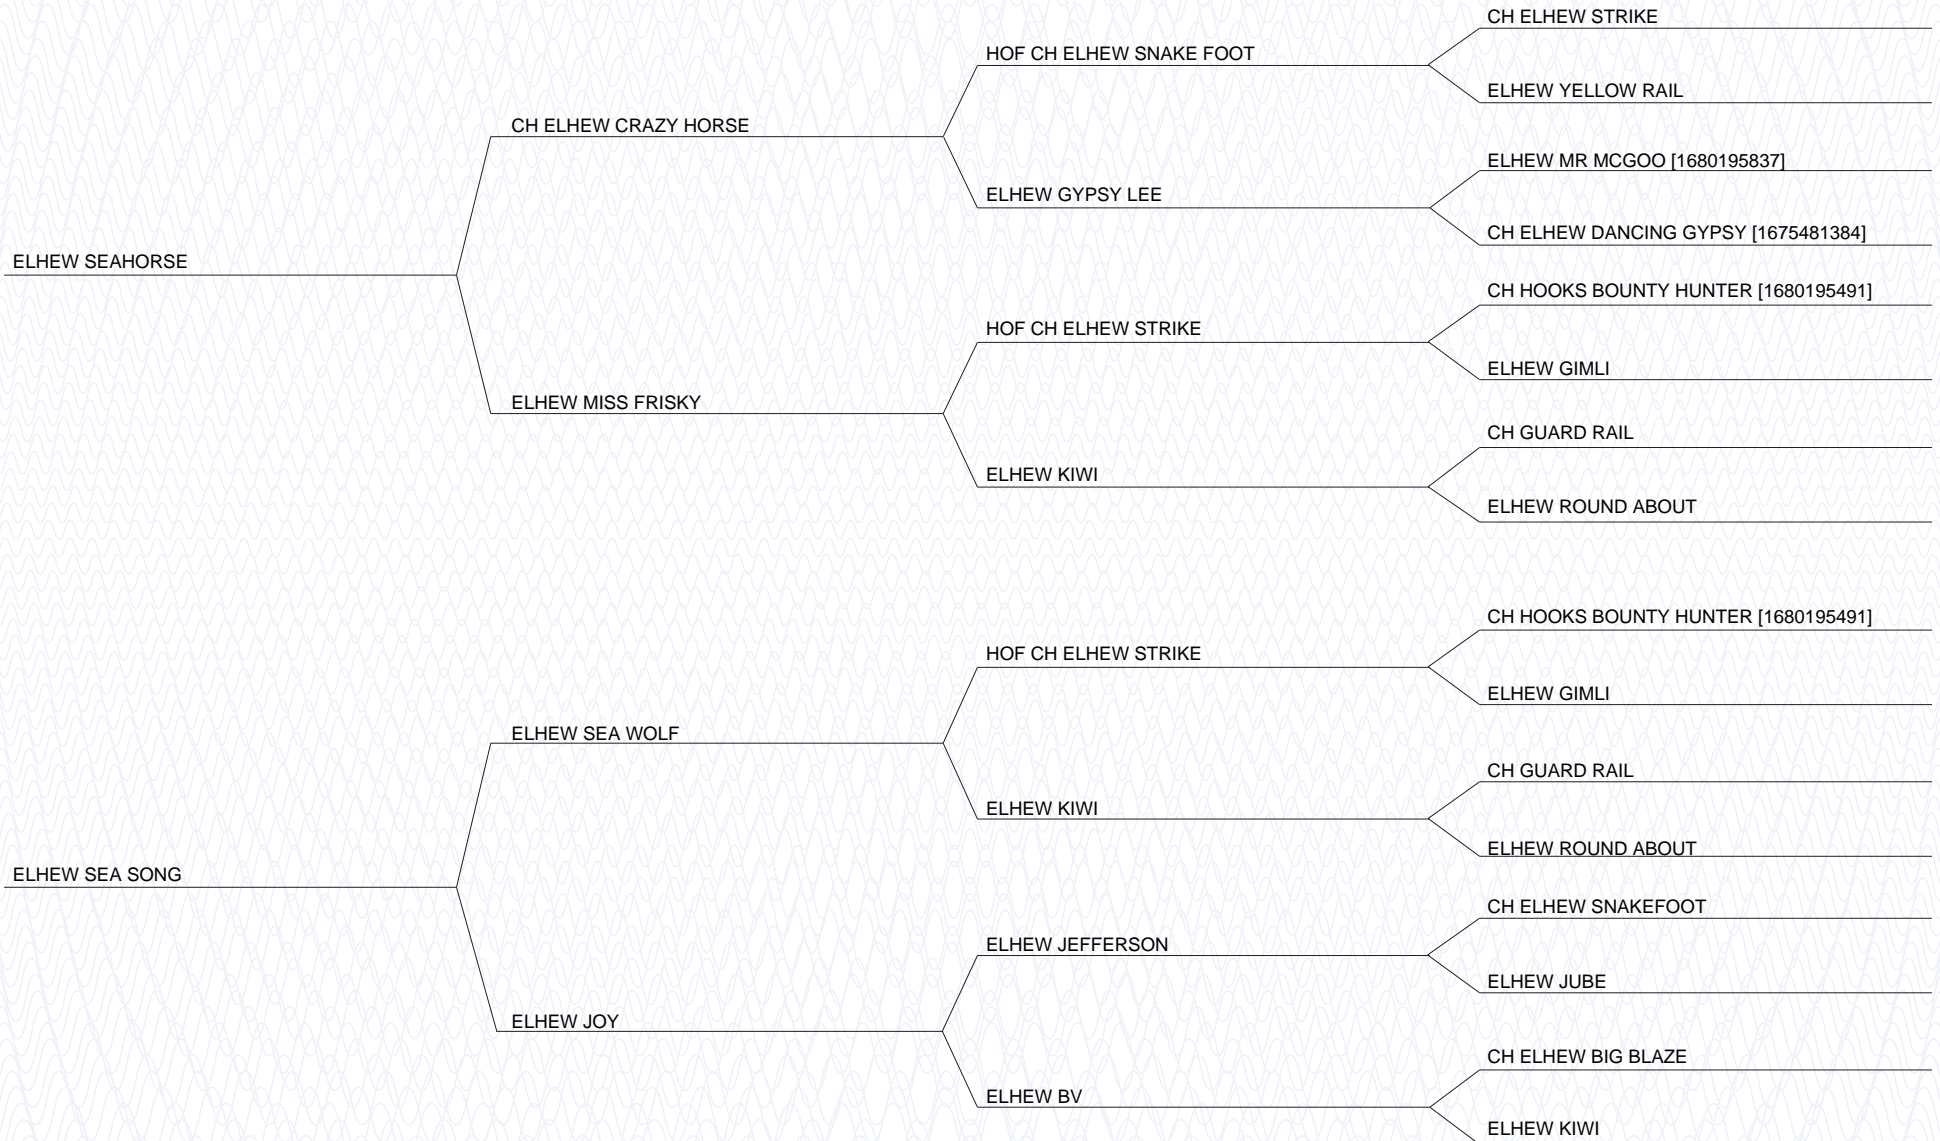 CH ELHEW STRIKE
HOF CH ELHEW SNAKE FOOT
ELHEW YELLOW RAIL
CH ELHEW CRAZY HORSE
ELHEW MR MCGOO [1680195837]
ELHEW GYPSY LEE
CH ELHEW DANCING GYPSY [1675481384]
ELHEW SEAHORSE
CH HOOKS BOUNTY HUNTER [1680195491]
HOF CH ELHEW STRIKE
ELHEW GIMLI
ELHEW MISS FRISKY
CH GUARD RAIL
ELHEW KIWI
ELHEW ROUND ABOUT
CH HOOKS BOUNTY HUNTER [1680195491]
HOF CH ELHEW STRIKE
ELHEW GIMLI
ELHEW SEA WOLF
CH GUARD RAIL
ELHEW KIWI
ELHEW ROUND ABOUT
ELHEW SEA SONG
CH ELHEW SNAKEFOOT
ELHEW JEFFERSON
ELHEW JUBE
ELHEW JOY
CH ELHEW BIG BLAZE
ELHEW BV
ELHEW KIWI